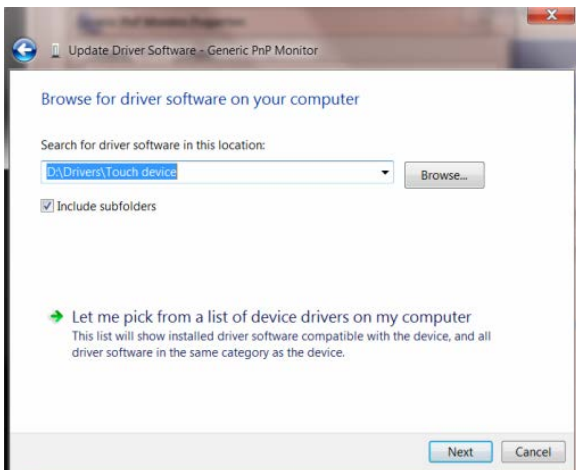 Update Driver Software - Generic PnP Monitor
Browse for driver software on your computer
Search for driver software in this location:
D:\Drivers\Touch device
Browse...
Include subfolders
Let me pick from a list of device drivers on my computer
This list will show installed driver software compatible with the device, and all
driver software in the same category as the device.
Next
Cancel